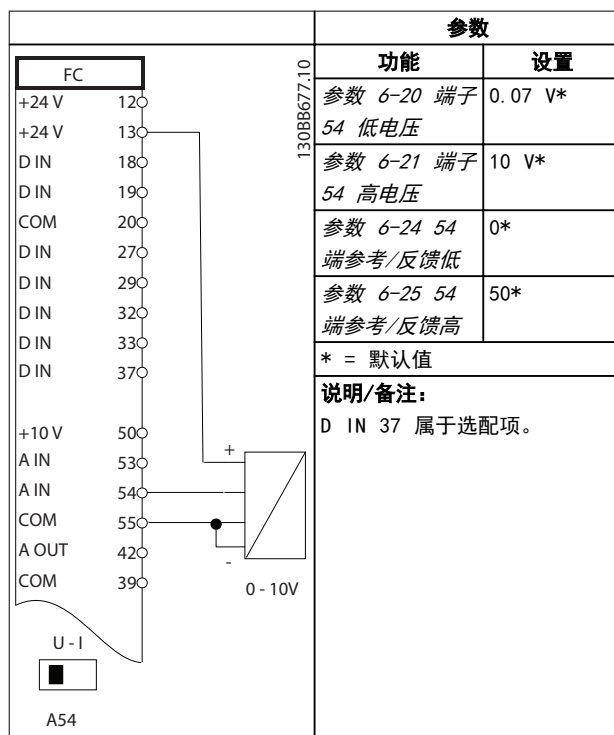 FC
+24 V 12
+24 V 13
D IN 18
D IN 19
COM 20
D IN 27
D IN 29
D IN 32
D IN 33
D IN 37
+10 V 50
A IN 53
A IN 54
COM 55
A OUT 42
COM 39
+
-
0 - 10V
U - I
A54
130BB677.10
参数
功能 设置
参数 6-20 端子 0.07 V*
54 低电压
参数 6-21 端子 10 V*
54 高电压
参数 6-24 54 0*
端参考/反馈低
参数 6-25 54 50*
端参考/反馈高
* = 默认值
说明/备注：
D IN 37 属于选配项。